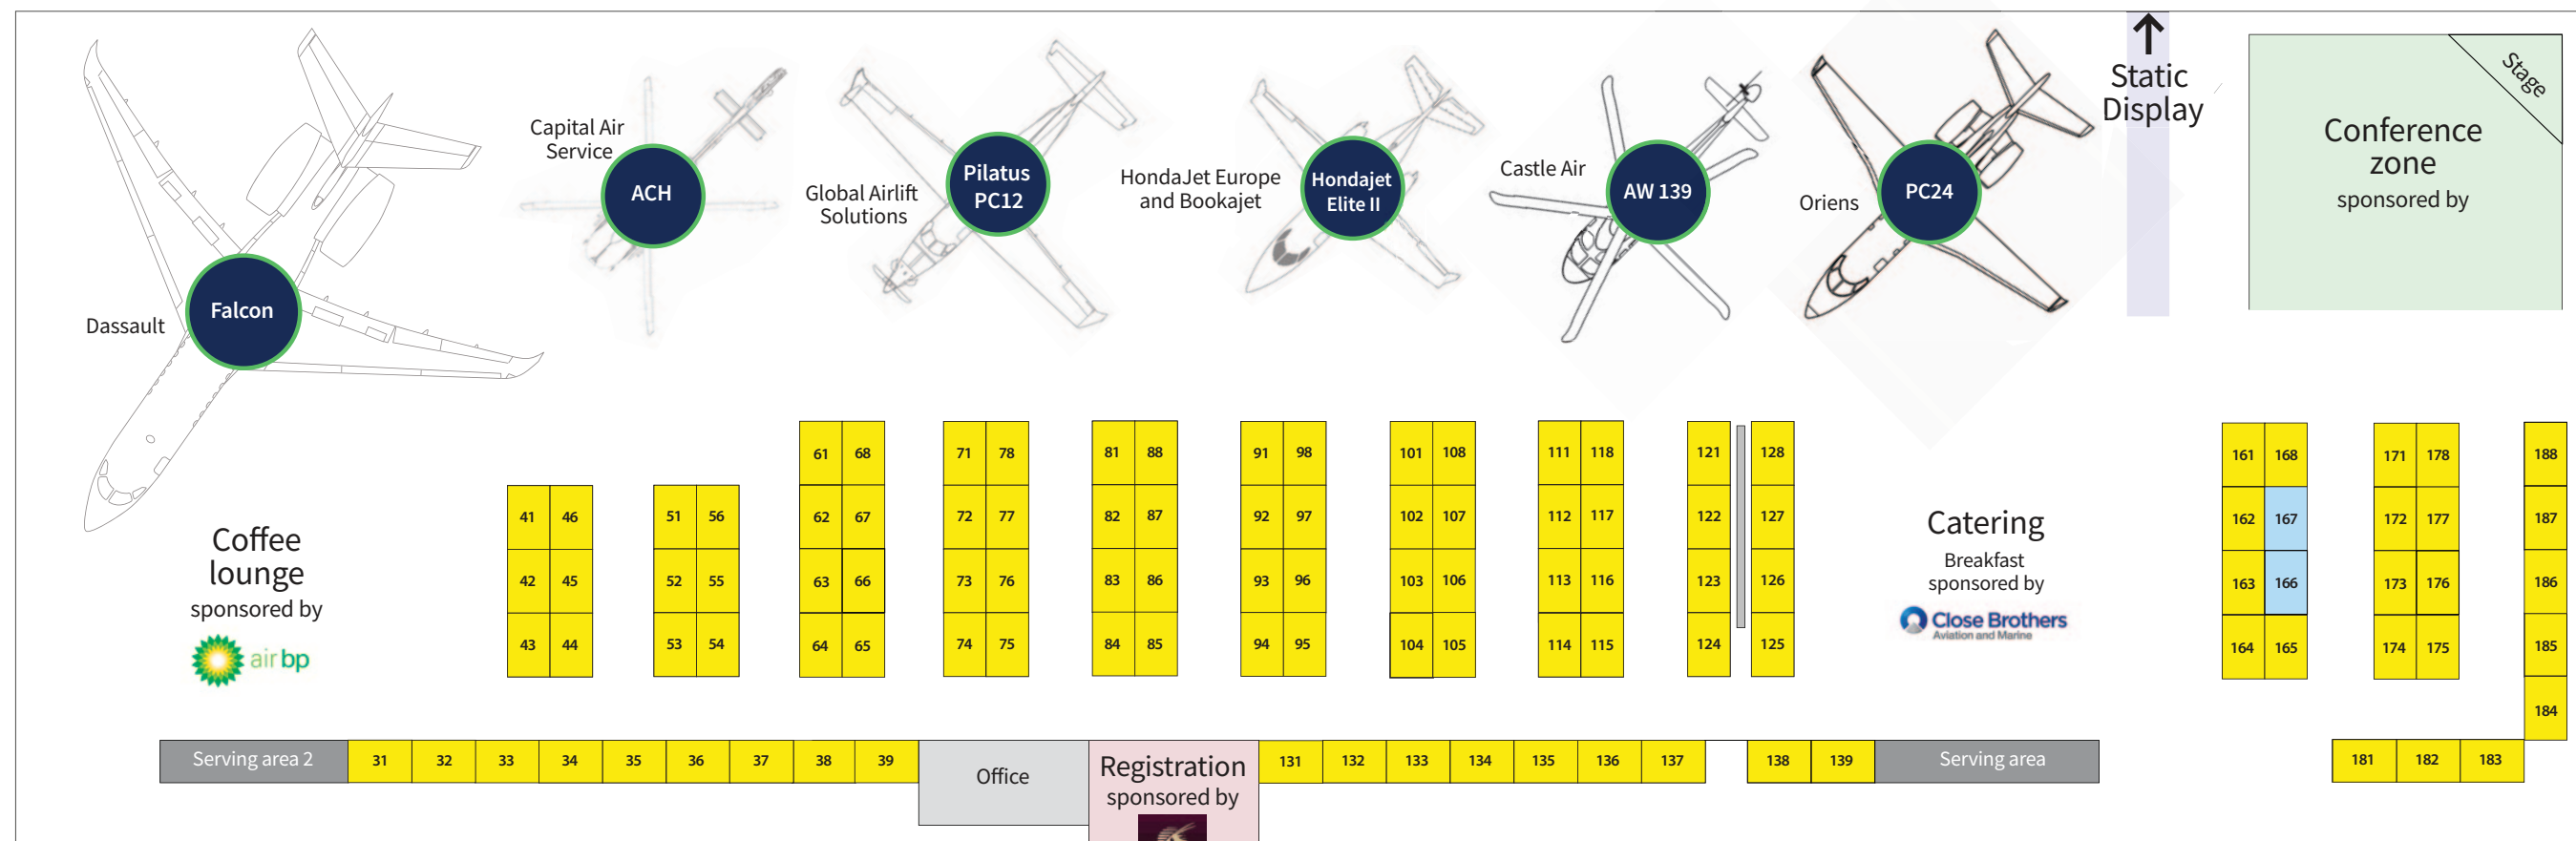 Static
Display
Stage
Conference
zone
sponsored by
Capital Air
Service
ACH
Global Airlift
Solutions
Pilatus
PC12
HondaJet Europe
and Bookajet
Hondajet
Elite II
Castle Air
AW 139
Oriens
PC24
Dassault
Falcon
61 68 71 78 81 88 91 98 101 108 111 118 121 128 161 168 171 178 188
41 46 51 56 62 67 72 77 82 87 92 97 102 107 112 117 122 127 162 167 172 177 187
42 45 52 55 63 66 73 76 83 86 93 96 103 106 113 116 123 126 163 166 173 176 186
43 44 53 54 64 65 74 75 84 85 94 95 104 105 114 115 124 125 164 165 174 175 185
184
Coffee
lounge
sponsored by
air bp
Catering
Breakfast
sponsored by
Close Brothers
Aviation and Marine
Serving area 2
31 32 33 34 35 36 37 38 39
Office
Registration
sponsored by
131 132 133 134 135 136 137 138 139
Serving area
181 182 183